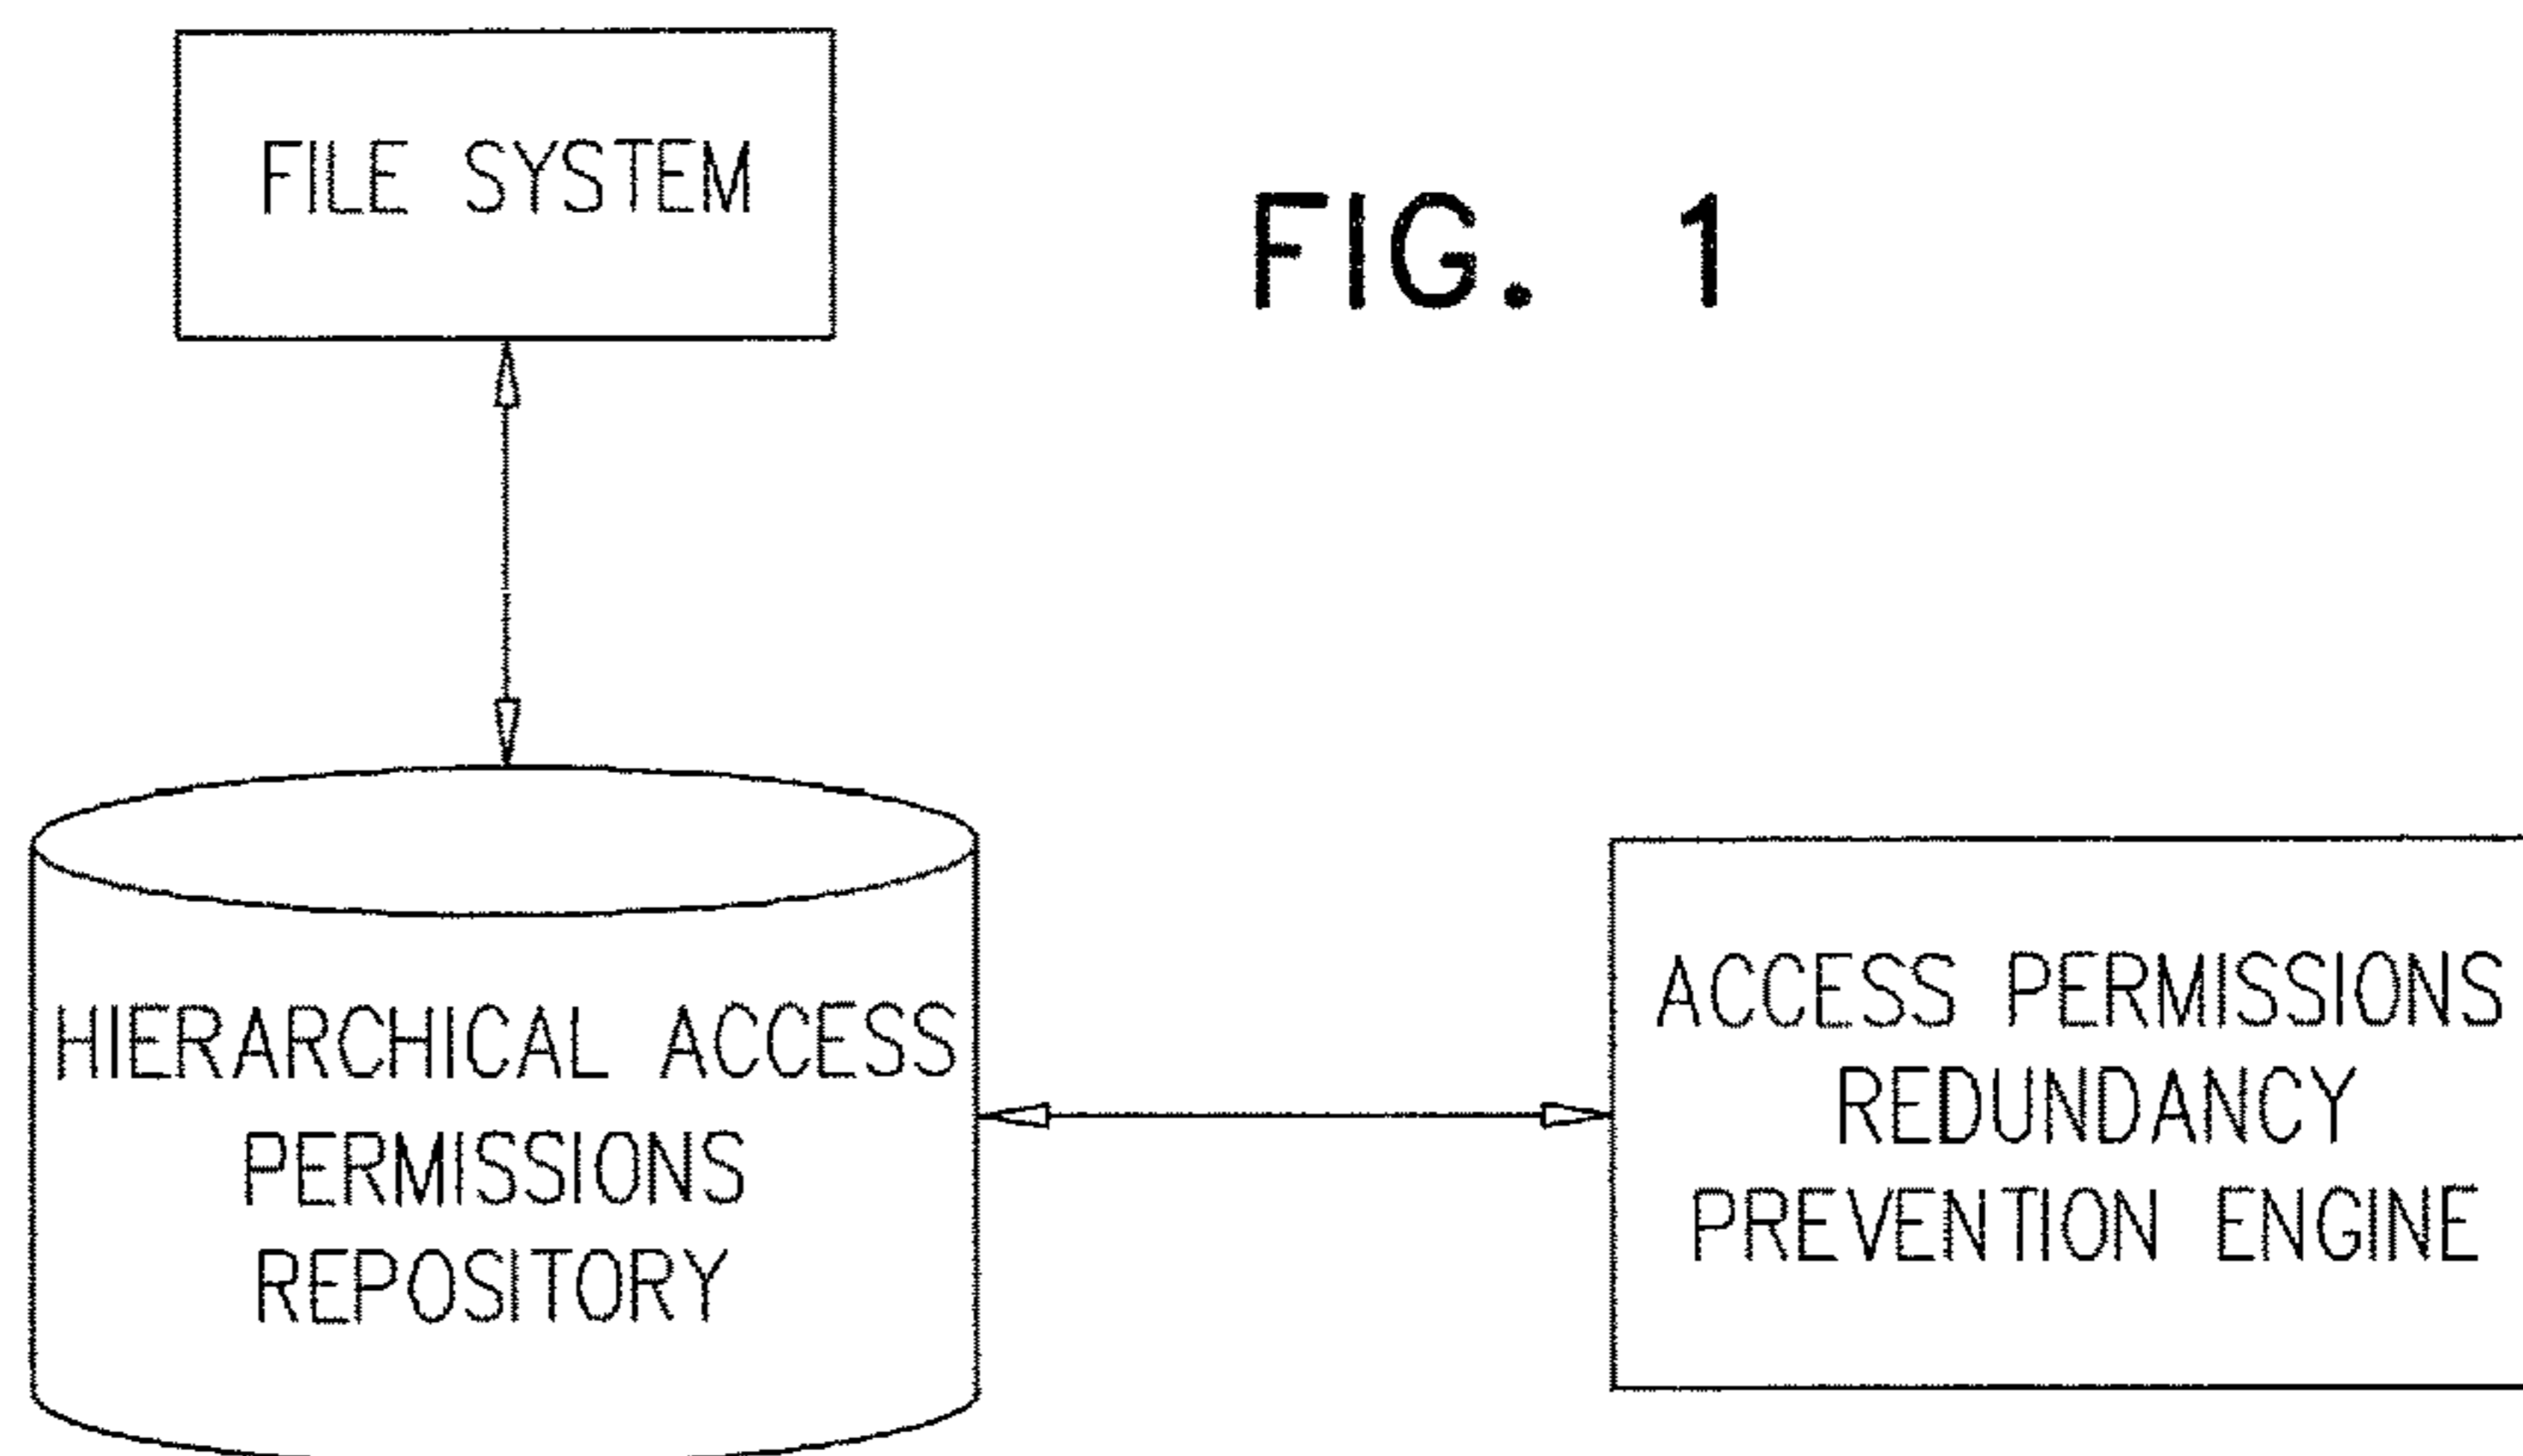 FILE SYSTEM
FIG. 1
HIERARCHICAL ACCESS
PERMISSIONS
REPOSITORY
ACCESS PERMISSIONS
REDUNDANCY
PREVENTION ENGINE